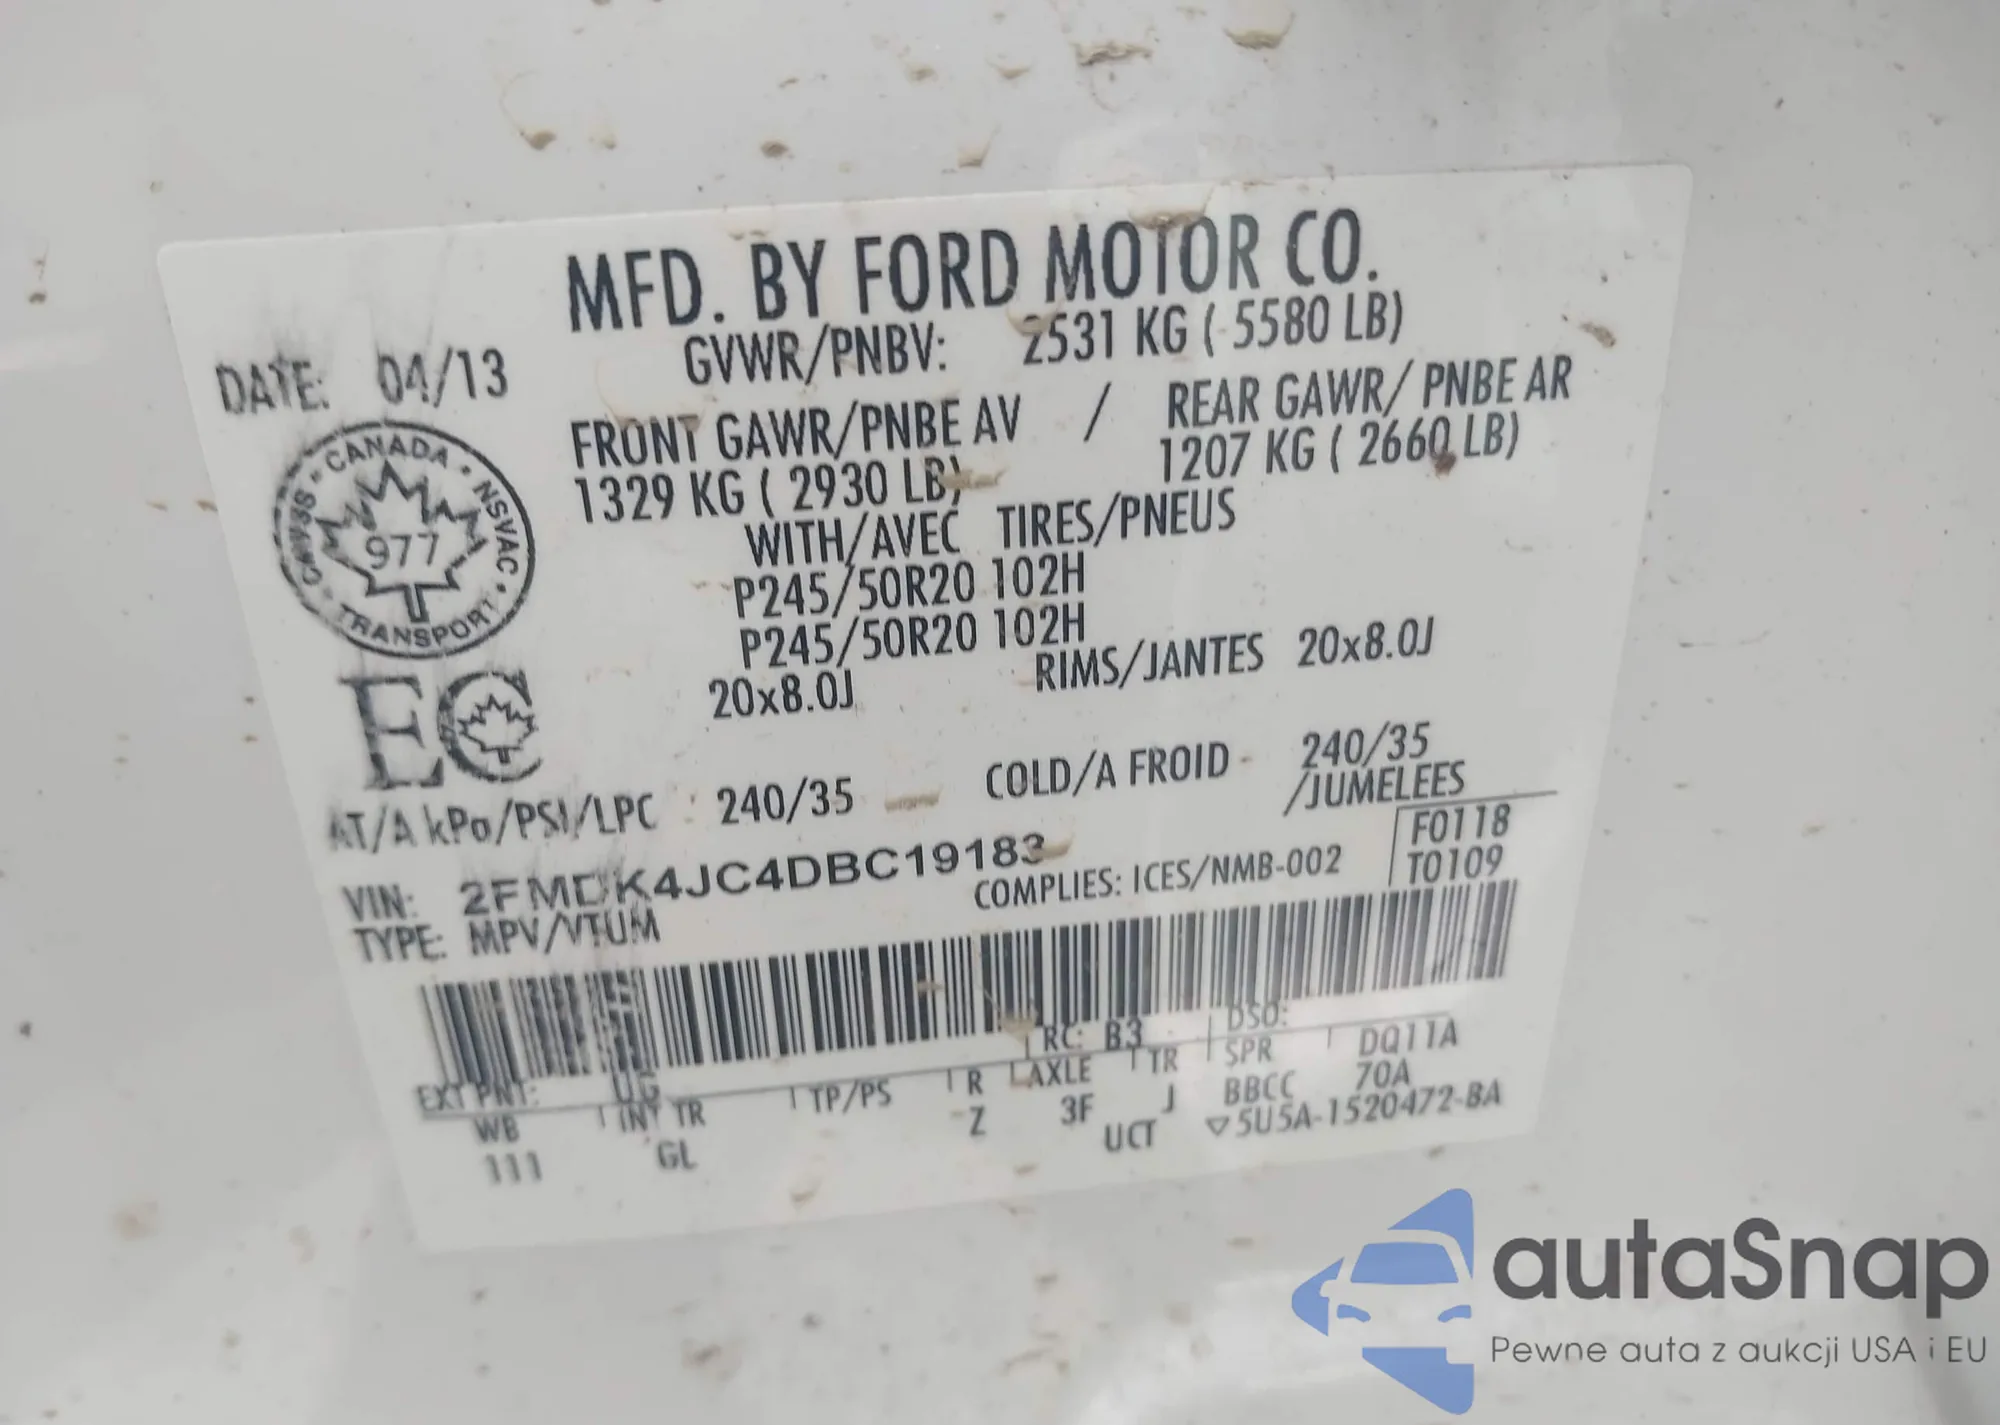 MFD. BY FORD MOTOR CO.
DATE: 04/13
GVWR/PNBV: 2531 KG ( 5580 LB)
FRONT GAWR/PNBE AV / REAR GAWR/ PNBE AR
1329 KG ( 2930 LB) 1207 KG ( 2660 LB)
WITH/AVEC TIRES/PNEUS
P245/50R20 102H
P245/50R20 102H
20x8.0J RIMS/JANTES 20x8.0J
CANADA • NSVAC • TRANSPORT • CMVSS •
977
EC
AT/A kPa/PSI/LPC 240/35 COLD/A FROID 240/35
/JUMELEES
VIN: 2FMDK4JC4DBC19183
F0118
T0109
TYPE: MPV/VTUM COMPLIES: ICES/NMB-002
EXT PNT: UG RC: B3 DSO:
WB INT TR TP/PS R AXLE TR SPR DQ11A
111 GL Z 3F J BBCC 70A
UCT ▽5U5A-1520472-BA
autaSnap
Pewne auta z aukcji USA i EU